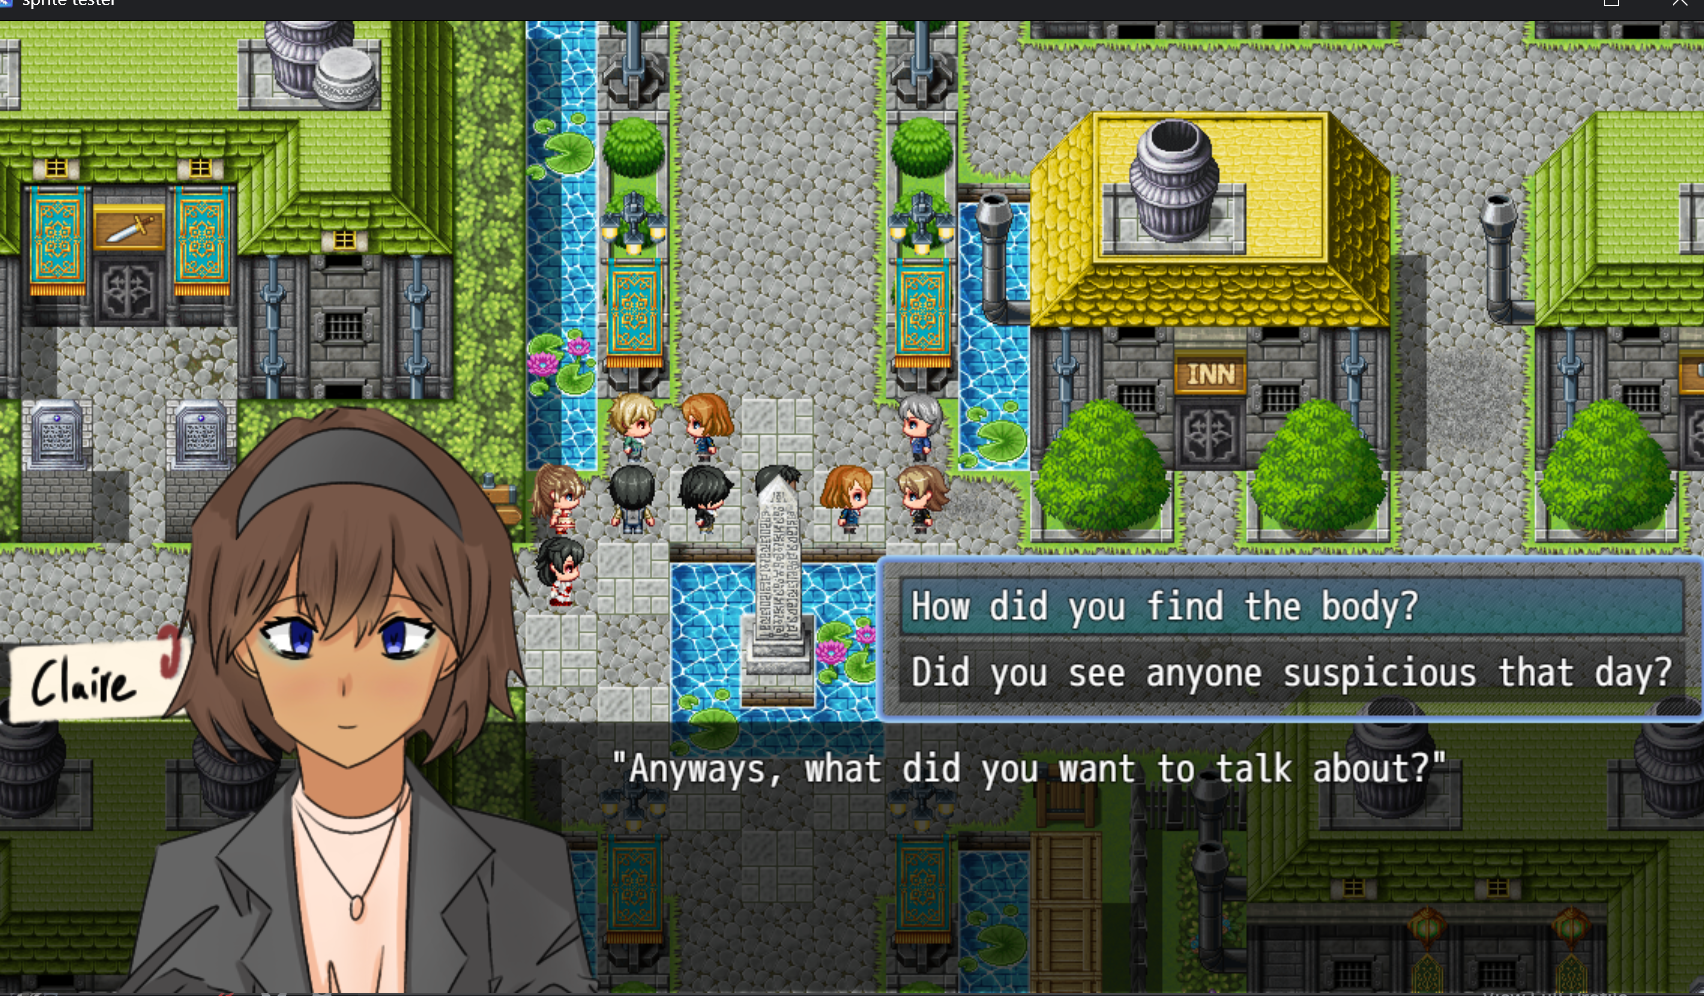 sprite tester
INN
How did you find the body?
Did you see anyone suspicious that day?
Claire
"Anyways, what did you want to talk about?"